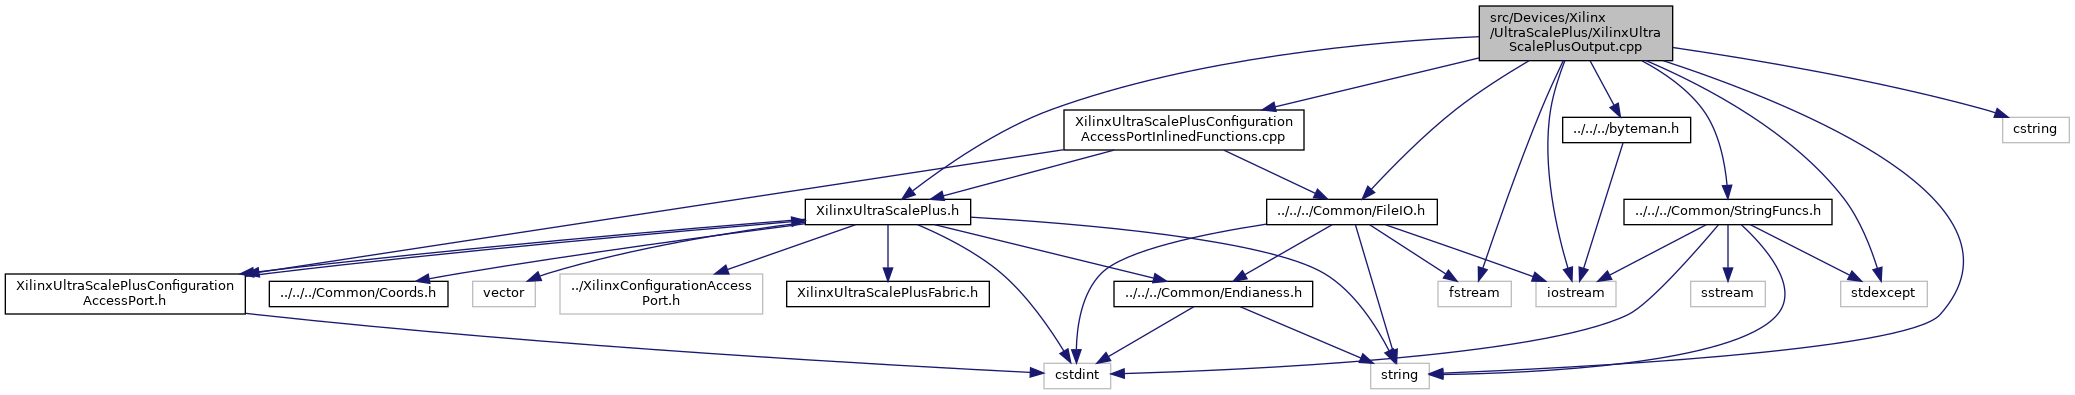 src/Devices/Xilinx
/UltraScalePlus/XilinxUltra
ScalePlusOutput.cpp
XilinxUltraScalePlusConfiguration
AccessPortInlinedFunctions.cpp
../../../byteman.h
cstring
XilinxUltraScalePlus.h
../../../Common/FileIO.h
../../../Common/StringFuncs.h
XilinxUltraScalePlusConfiguration
AccessPort.h
../../../Common/Coords.h
vector
../XilinxConfigurationAccess
Port.h
XilinxUltraScalePlusFabric.h
../../../Common/Endianess.h
fstream
iostream
sstream
stdexcept
cstdint
string